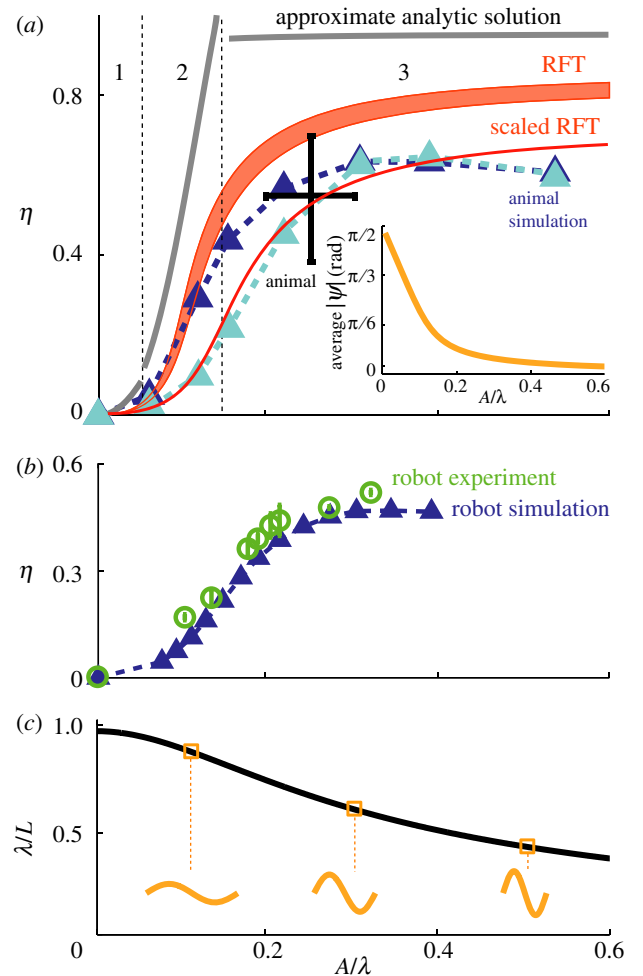 (a)
approximate analytic solution
1
2
3
RFT
0.8
scaled RFT
η
animal
simulation
0.4
animal
average |ψ| (rad)
π/2
π/3
π/6
0
0
0.2
0.4
0.6
A/λ
0
(b)
0.6
robot experiment
robot simulation
η
0.3
0
(c)
1.0
λ/L
0.5
0
0.2
0.4
0.6
A/λ